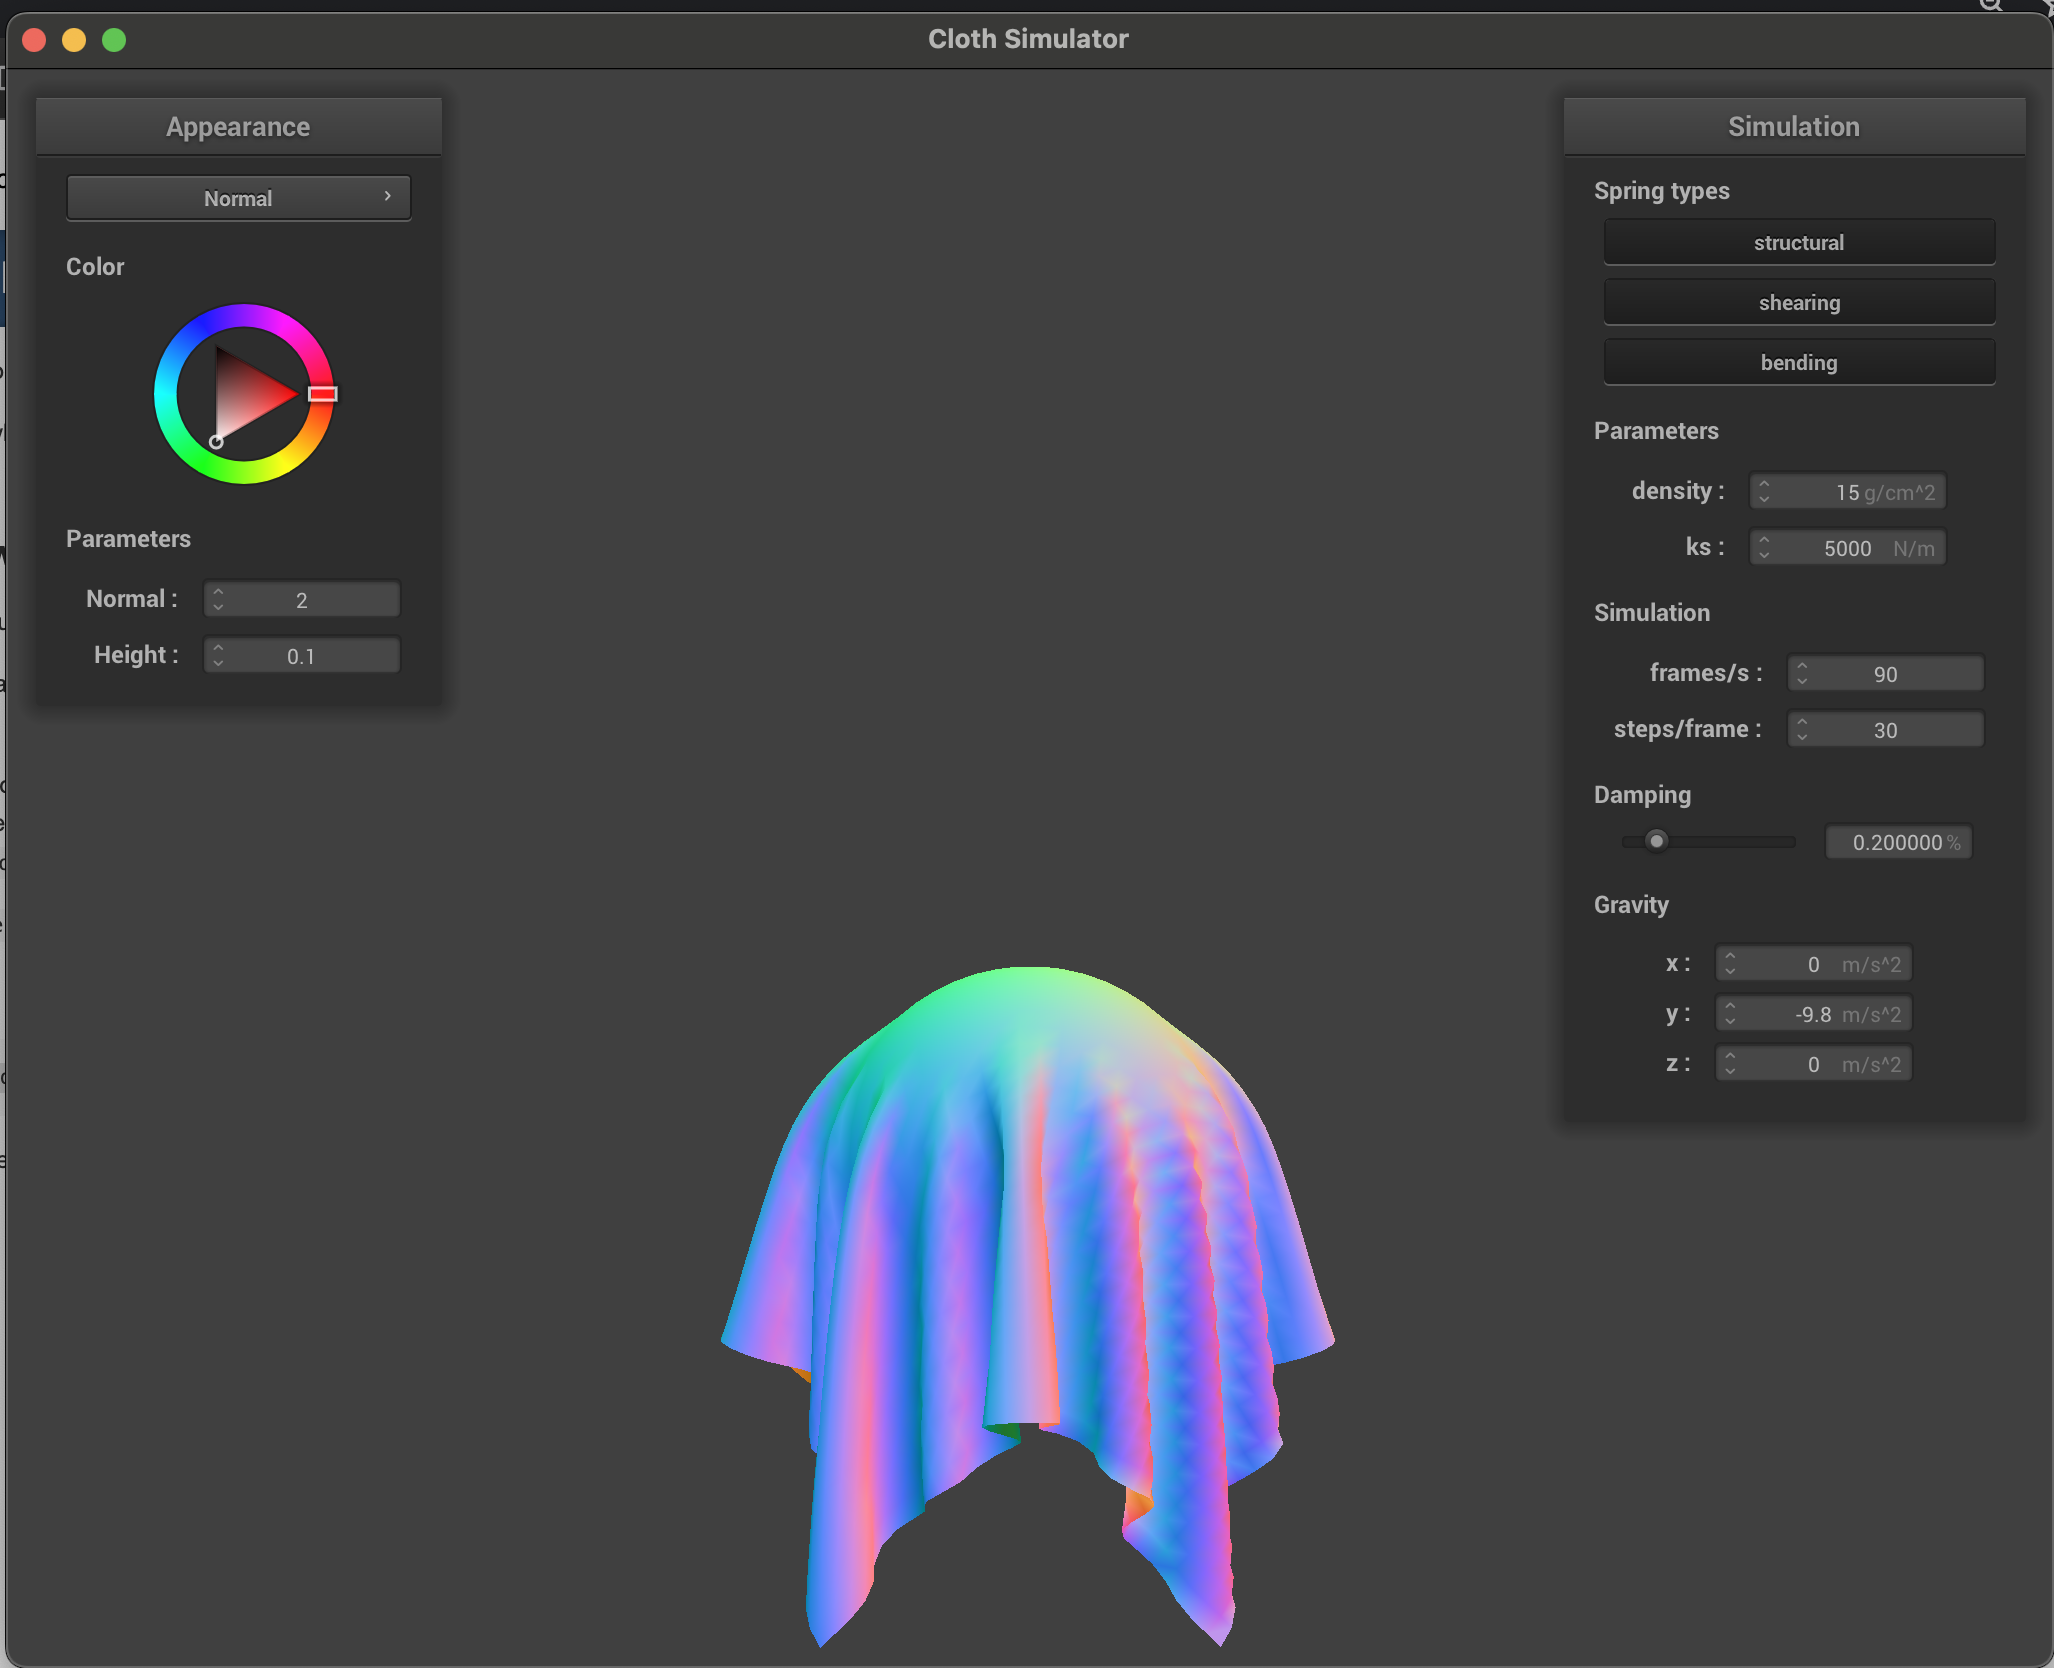 Cloth Simulator
Appearance
Normal
Color
Parameters
Normal : 2
Height : 0.1
Simulation
Spring types
structural
shearing
bending
Parameters
density : 15 g/cm^2
ks : 5000 N/m
Simulation
frames/s : 90
steps/frame : 30
Damping
0.200000 %
Gravity
x : 0 m/s^2
y : -9.8 m/s^2
z : 0 m/s^2